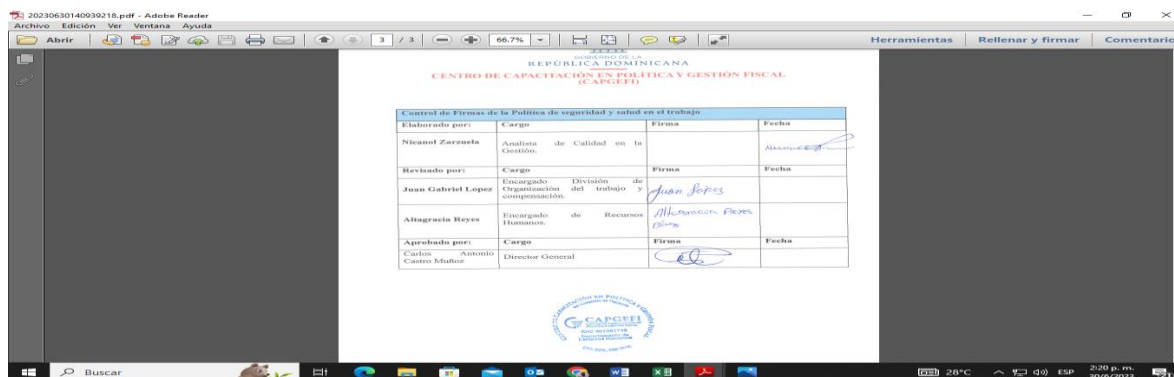 20230630140939218.pdf - Adobe Reader
Archivo Edición Ver Ventana Ayuda
Abrir 3 / 3 66.7% Herramientas Rellenar y firmar Comentario
GOBIERNO DE LA
REPÚBLICA DOMINICANA
CENTRO DE CAPACITACIÓN EN POLÍTICA Y GESTIÓN FISCAL
(CAPGEFI)
Control de Firmas de la Política de seguridad y salud en el trabajo
Elaborado por: Cargo Firma Fecha
Nicanol Zarzuela Analista de Calidad en la
Gestión.
Revisado por: Cargo Firma Fecha
Juan Gabriel Lopez Encargado División de
Organización del trabajo y
compensación.
Juan López
Altagracia Reyes Encargado de Recursos
Humanos.
Aprobado por: Cargo Firma Fecha
Carlos Antonio
Castro Muñoz Director General
CAPGEFI
Buscar
28°C ESP 2:20 p. m.
30/6/2023